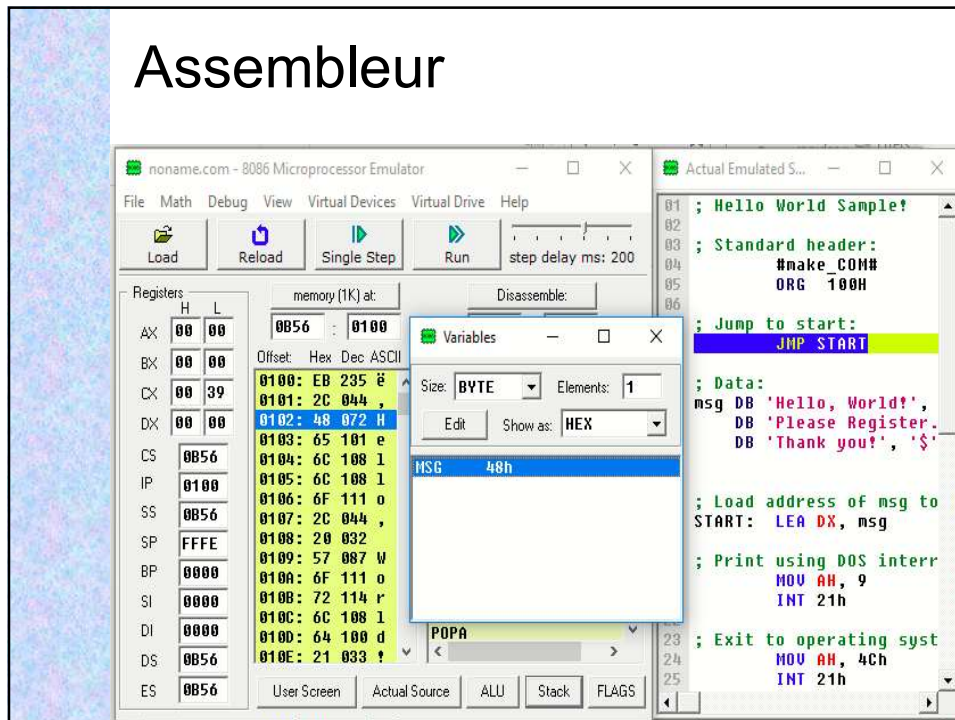 Assembleur
noname.com - 8086 Microprocessor Emulator
File Math Debug View Virtual Devices Virtual Drive Help
Load Reload Single Step Run step delay ms: 200
Registers
H L
AX 00 00
BX 00 00
CX 00 39
DX 00 00
CS 0B56
IP 0100
SS 0B56
SP FFFE
BP 0000
SI 0000
DI 0000
DS 0B56
ES 0B56
memory (1K) at:
0B56 : 0100
Offset: Hex Dec ASCII
0100: EB 235 ë
0101: 2C 044 ,
0102: 48 072 H
0103: 65 101 e
0104: 6C 108 l
0105: 6C 108 l
0106: 6F 111 o
0107: 2C 044 ,
0108: 20 032
0109: 57 087 W
010A: 6F 111 o
010B: 72 114 r
010C: 6C 108 l
010D: 64 100 d
010E: 21 033 !
Disassemble:
POPA
User Screen Actual Source ALU Stack FLAGS
Variables
Size: BYTE Elements: 1
Edit Show as: HEX
MSG 48h
Actual Emulated S...
01 ; Hello World Sample!
02
03 ; Standard header:
04 #make_COM#
05 ORG 100H
06
; Jump to start:
JMP START
; Data:
msg DB 'Hello, World!',
DB 'Please Register.
DB 'Thank you!', '$'
; Load address of msg to
START: LEA DX, msg
; Print using DOS interr
MOV AH, 9
INT 21h
23 ; Exit to operating syst
24 MOV AH, 4Ch
25 INT 21h